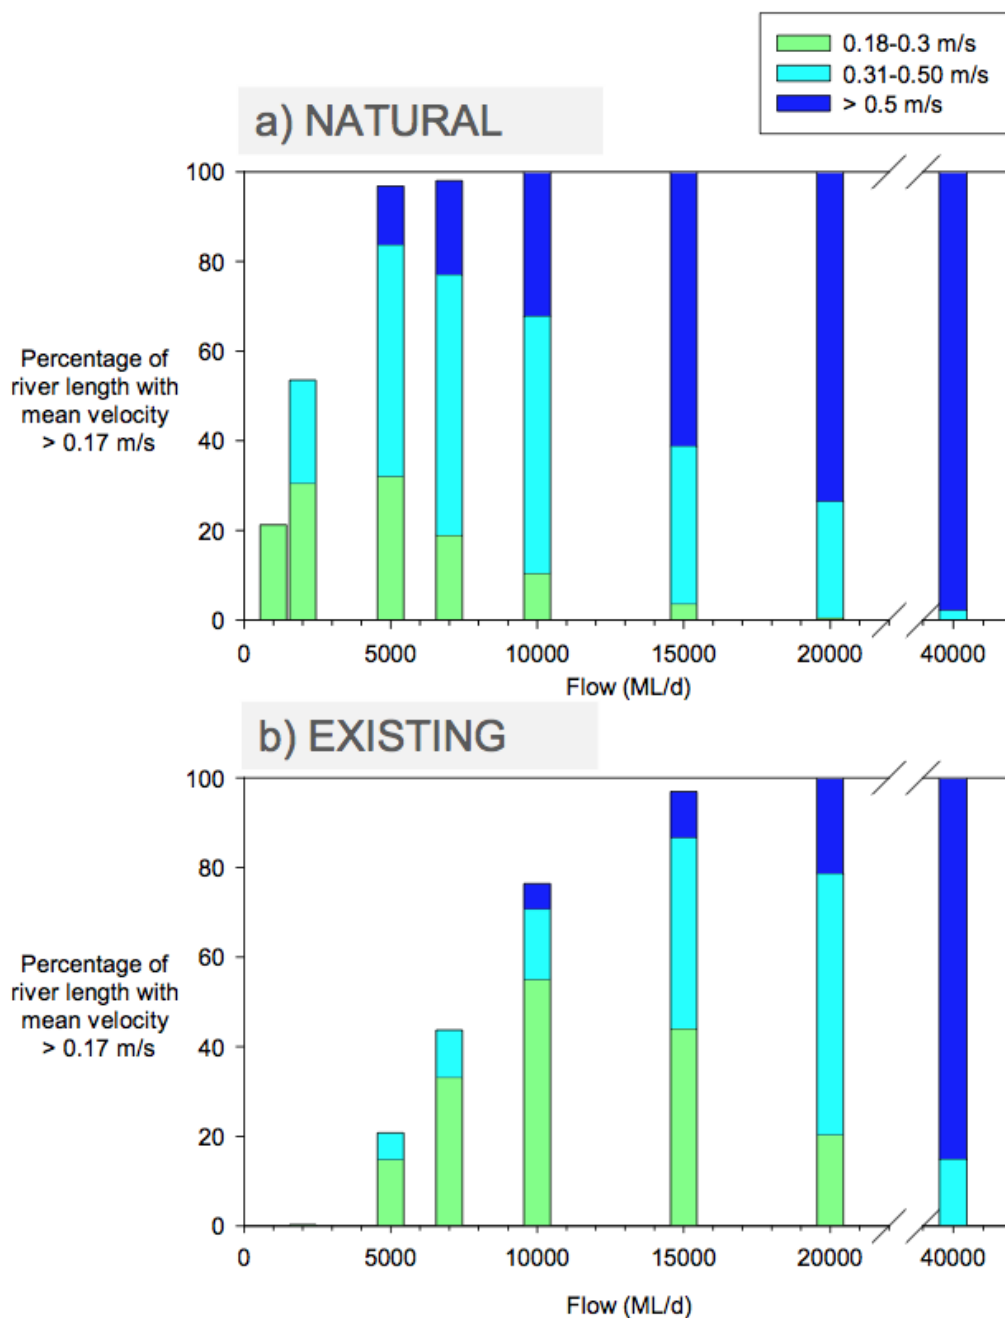 0.18-0.3 m/s
0.31-0.50 m/s
> 0.5 m/s
a) NATURAL
100
80
60
40
20
0
Percentage of
river length with
mean velocity
> 0.17 m/s
0 5000 10000 15000 20000 40000
Flow (ML/d)
b) EXISTING
100
80
60
40
20
0
Percentage of
river length with
mean velocity
> 0.17 m/s
0 5000 10000 15000 20000 40000
Flow (ML/d)